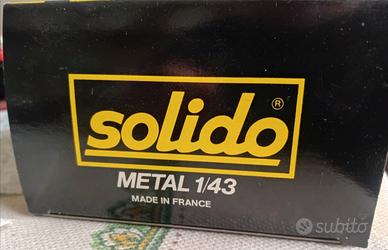 solido
®
METAL 1/43
MADE IN FRANCE
subito